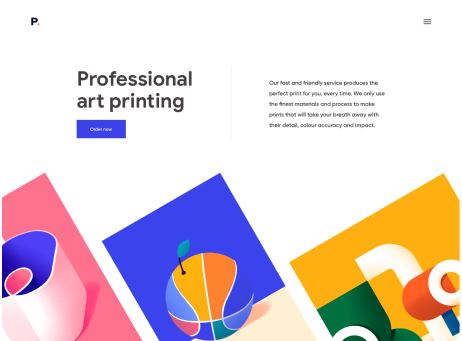 P.
Professional
art printing
Order now
Our fast and friendly service produces the
perfect print for you, every time. We only use
the finest materials and process to make
prints that will take your breath away with
their detail, colour accuracy and impact.